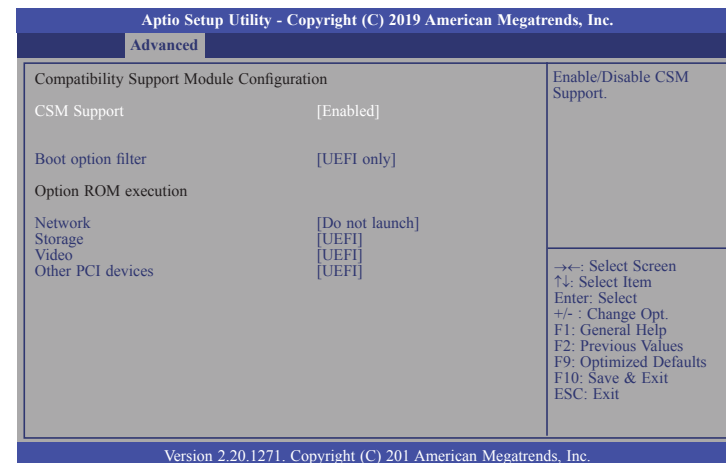 Aptio Setup Utility - Copyright (C) 2019 American Megatrends, Inc.
Advanced
Compatibility Support Module Configuration
CSM Support [Enabled]
Boot option filter [UEFI only]
Option ROM execution
Network [Do not launch]
Storage [UEFI]
Video [UEFI]
Other PCI devices [UEFI]
Enable/Disable CSM
Support.
→←: Select Screen
↑↓: Select Item
Enter: Select
+/- : Change Opt.
F1: General Help
F2: Previous Values
F9: Optimized Defaults
F10: Save & Exit
ESC: Exit
Version 2.20.1271. Copyright (C) 201 American Megatrends, Inc.